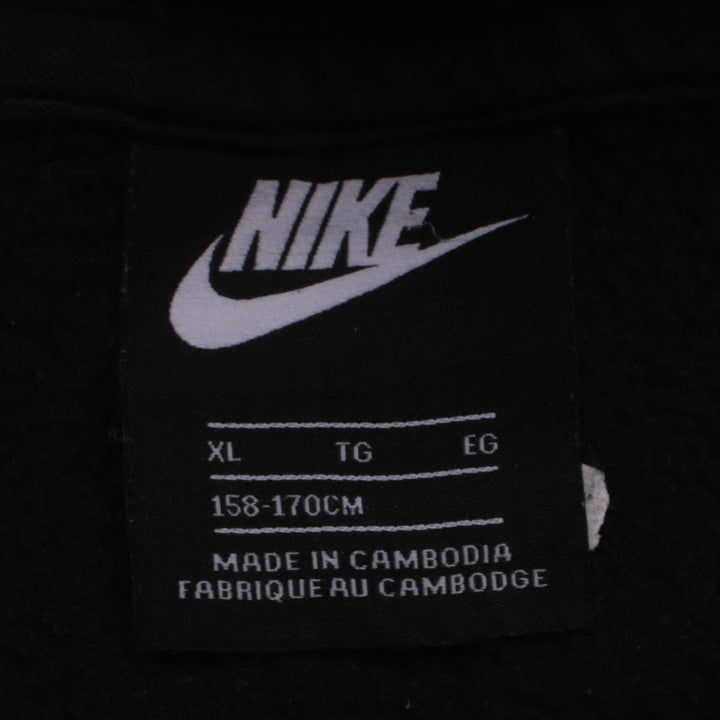 NIKE
XL TG EG
158-170CM
MADE IN CAMBODIA
FABRIQUE AU CAMBODGE